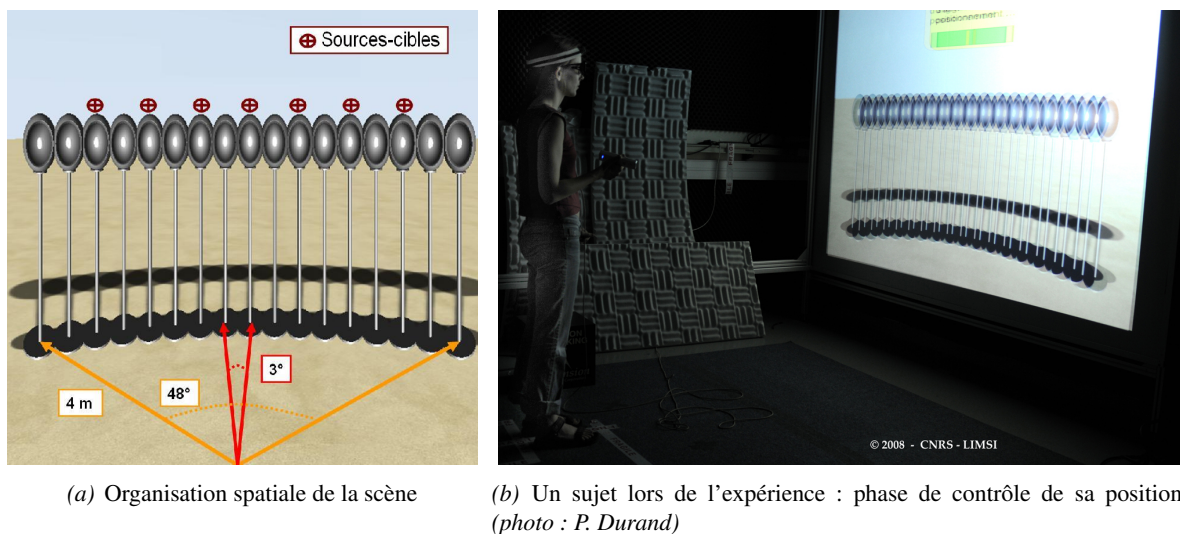 Sources-cibles
3°
48°
4 m
positionnement
© 2008 - CNRS - LIMSI
(a) Organisation spatiale de la scène
(b) Un sujet lors de l'expérience : phase de contrôle de sa position
(photo : P. Durand)